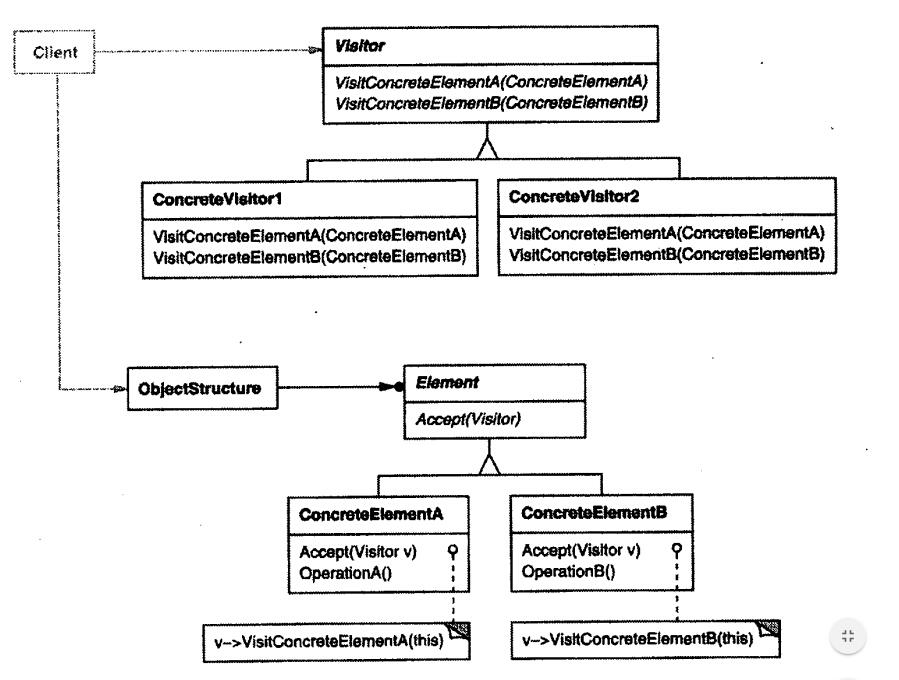 Client
Visitor
VisitConcreteElementA(ConcreteElementA)
VisitConcreteElementB(ConcreteElementB)
ConcreteVisitor1
VisitConcreteElementA(ConcreteElementA)
VisitConcreteElementB(ConcreteElementB)
ConcreteVisitor2
VisitConcreteElementA(ConcreteElementA)
VisitConcreteElementB(ConcreteElementB)
ObjectStructure
Element
Accept(Visitor)
ConcreteElementA
Accept(Visitor v)
OperationA()
ConcreteElementB
Accept(Visitor v)
OperationB()
v–>VisitConcreteElementA(this)
v–>VisitConcreteElementB(this)